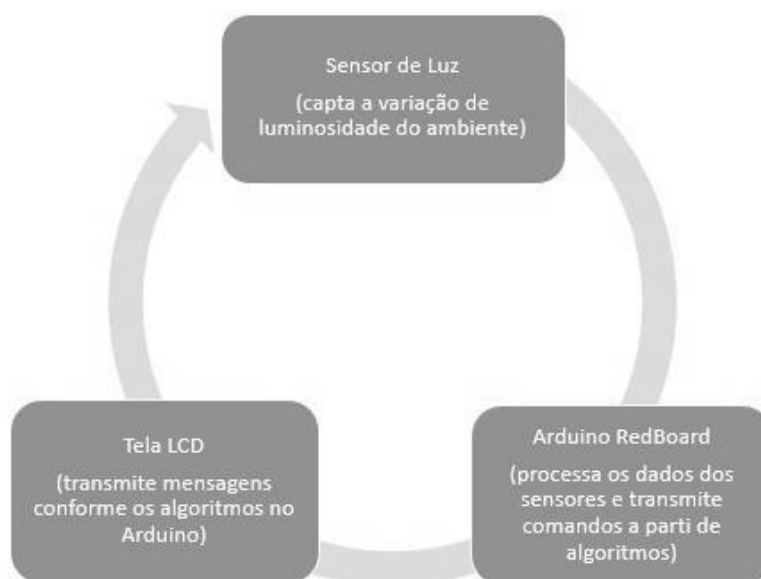 Sensor de Luz
(capta a variação de
luminosidade do ambiente)
Arduino RedBoard
(processa os dados dos
sensores e transmite
comandos a parti de
algoritmos)
Tela LCD
(transmite mensagens
conforme os algoritmos no
Arduino)